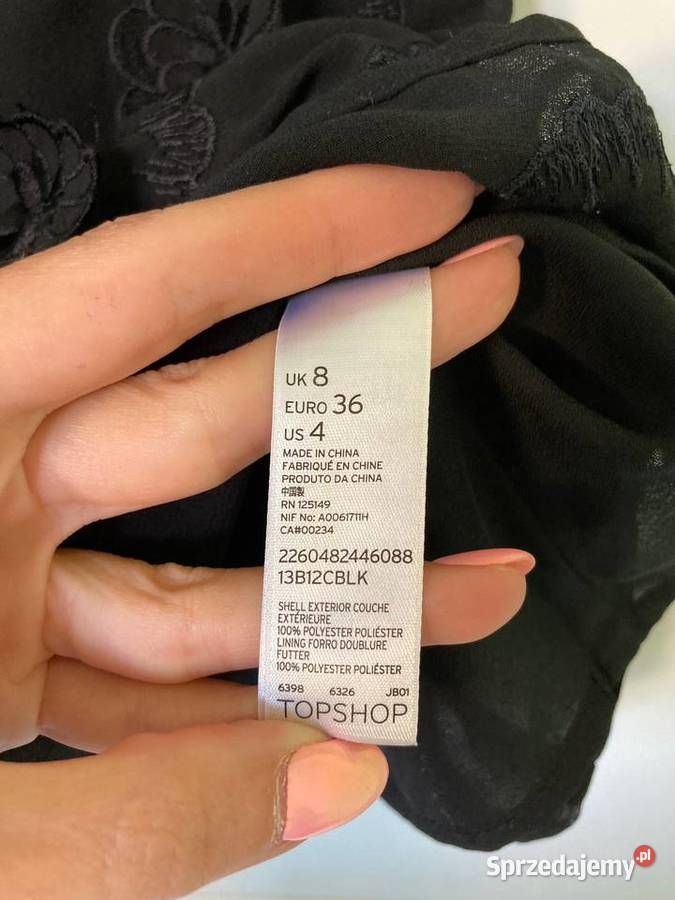 UK 8
EURO 36
US 4
MADE IN CHINA
FABRIQUÉ EN CHINE
PRODUTO DA CHINA
中国製
RN 125149
NIF No: A0061711H
CA#00234
2260482446088
13B12CBLK
SHELL EXTERIOR COUCHE
EXTÉRIEURE
100% POLYESTER POLIÉSTER
LINING FORRO DOUBLURE
FUTTER
100% POLYESTER POLIÉSTER
6398 6326 JB01
TOPSHOP
Sprzedajemy.pl